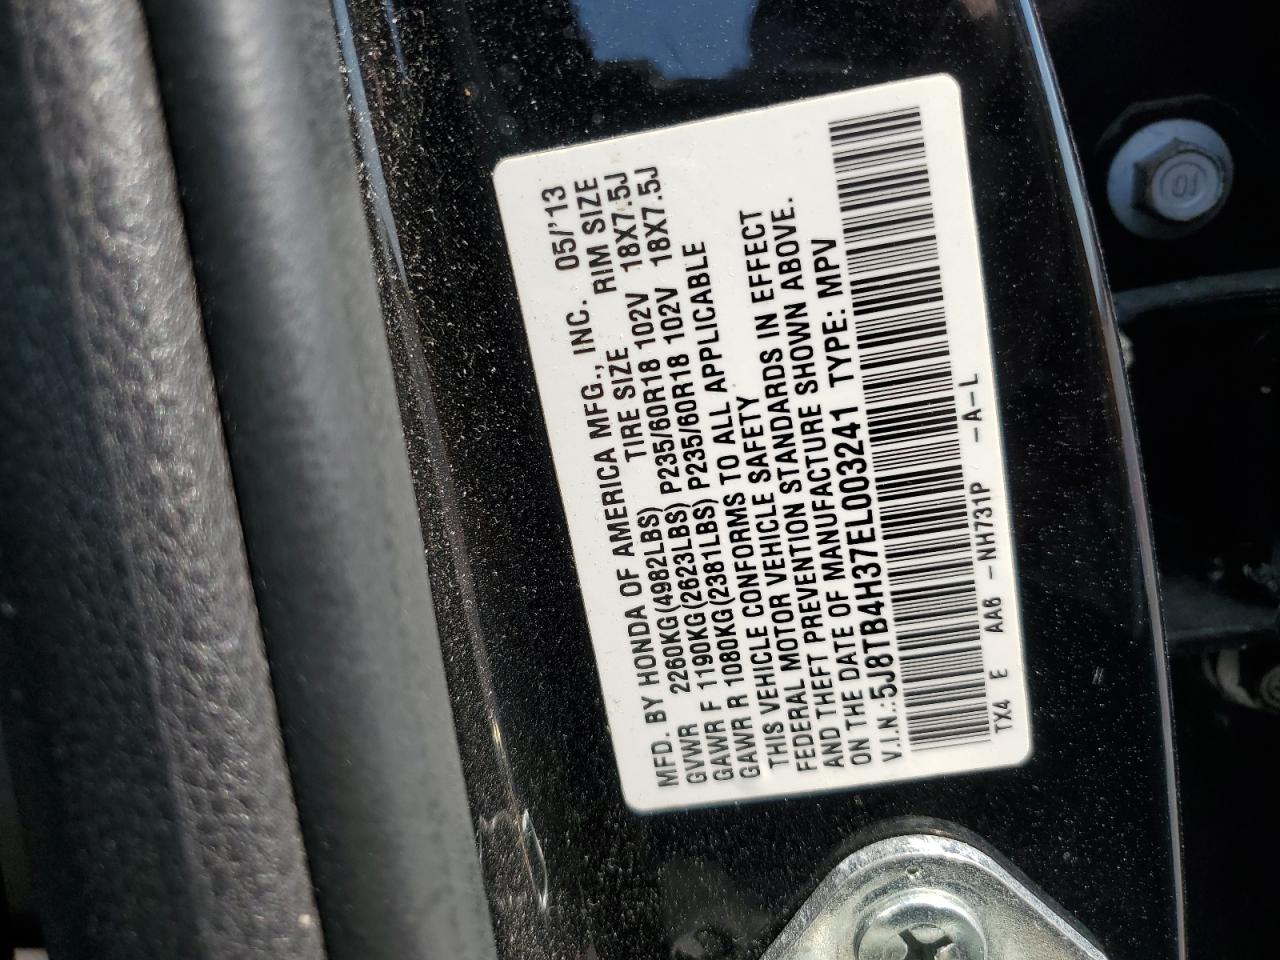 MFD. BY HONDA OF AMERICA MFG., INC. 05/'13
GVWR 2260KG(4982LBS) TIRE SIZE RIM SIZE
GAWR F 1190KG(2623LBS) P235/60R18 102V 18X7.5J
GAWR R 1080KG(2381LBS) P235/60R18 102V 18X7.5J
THIS VEHICLE CONFORMS TO ALL APPLICABLE
FEDERAL MOTOR VEHICLE SAFETY
AND THEFT PREVENTION STANDARDS IN EFFECT
ON THE DATE OF MANUFACTURE SHOWN ABOVE.
V.I.N.:5J8TB4H37EL003241 TYPE: MPV
TX4 E AA6 -NH731P -A-L
10